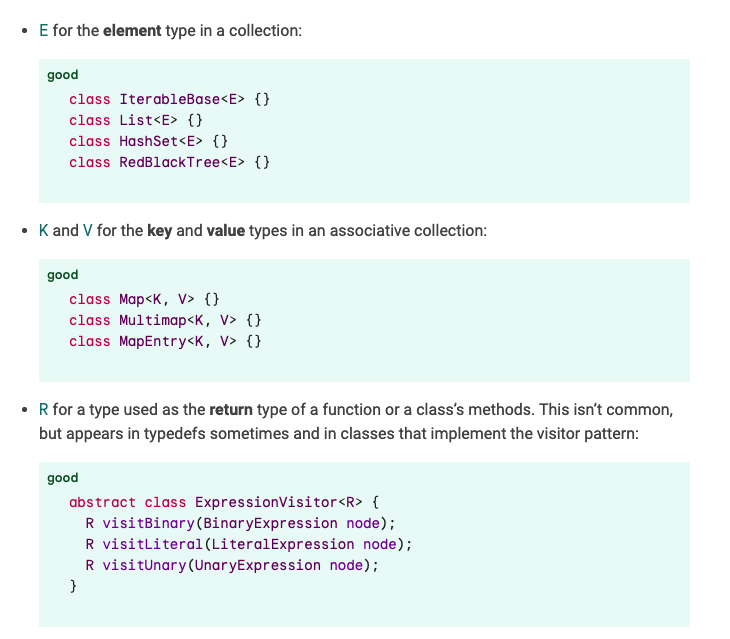 • E for the element type in a collection:
good
class IterableBase<E> {}
class List<E> {}
class HashSet<E> {}
class RedBlackTree<E> {}
• K and V for the key and value types in an associative collection:
good
class Map<K, V> {}
class Multimap<K, V> {}
class MapEntry<K, V> {}
• R for a type used as the return type of a function or a class’s methods. This isn’t common,
but appears in typedefs sometimes and in classes that implement the visitor pattern:
good
abstract class ExpressionVisitor<R> {
  R visitBinary(BinaryExpression node);
  R visitLiteral(LiteralExpression node);
  R visitUnary(UnaryExpression node);
}